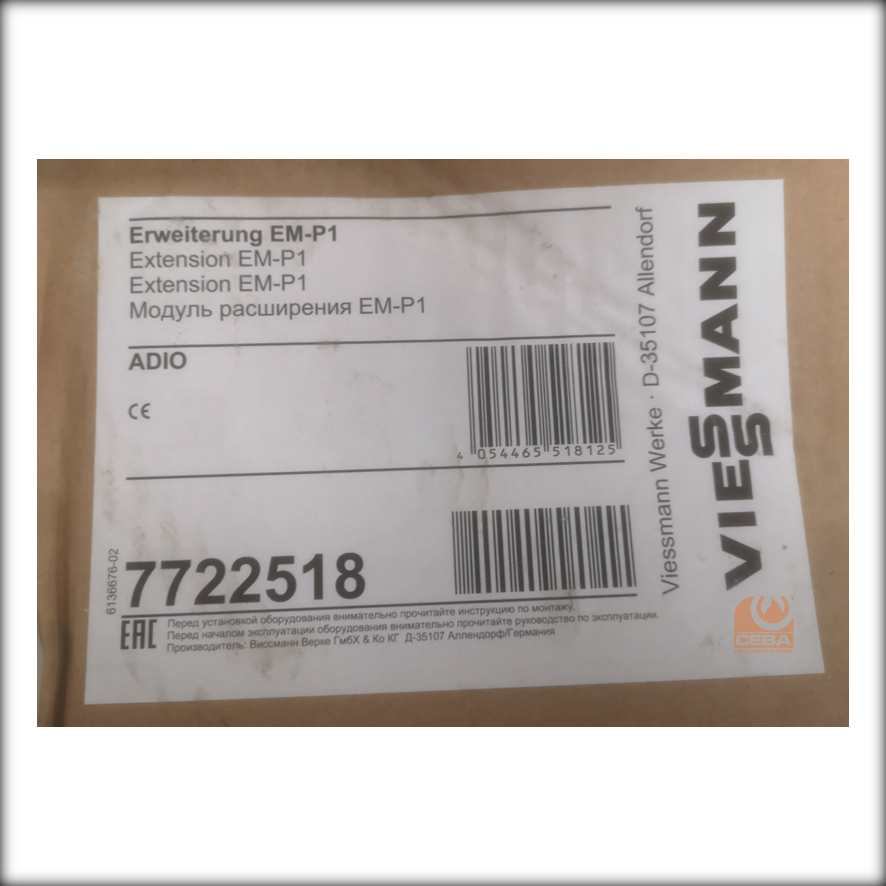 Erweiterung EM-P1
Extension EM-P1
Extension EM-P1
Модуль расширения EM-P1
ADIO
CE
4 054465 518125
6136676-02
7722518
EAC
Перед установкой оборудования внимательно прочитайте инструкцию по монтажу.
Перед началом эксплуатации оборудования внимательно прочитайте руководство по эксплуатации.
Производитель: Виссманн Верке ГмбХ & Ко КГ Д-35107 Аллендорф/Германия
Viessmann Werke · D-35107 Allendorf
VIESSMANN
CEBA